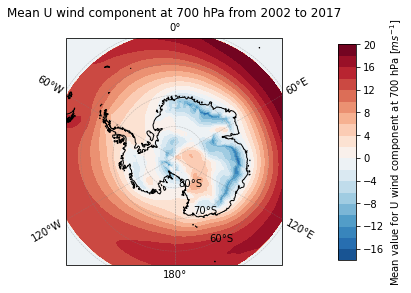 Mean U wind component at 700 hPa from 2002 to 2017
0°
60°W
60°E
80°S
70°S
60°S
120°W
120°E
180°
20
16
12
8
4
0
−4
−8
−12
−16
Mean value for U wind component at 700 hPa [ms⁻¹]